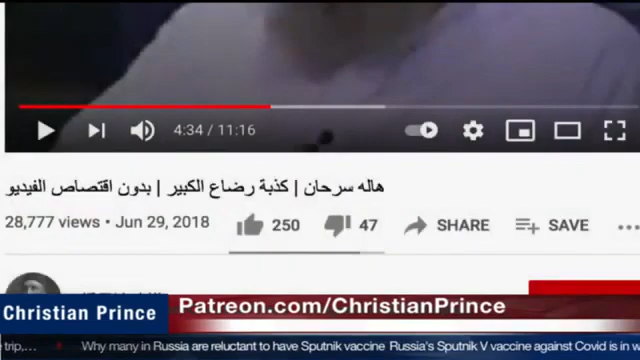 4:34 / 11:16
هاله سرحان | كذبة رضاع الكبير | بدون اقتصاص الفيديو
28,777 views • Jun 29, 2018 250 47 SHARE SAVE
Christian Prince Patreon.com/ChristianPrince
trip,... Why many in Russia are reluctant to have Sputnik vaccine Russia's Sputnik V vaccine against Covid is in w